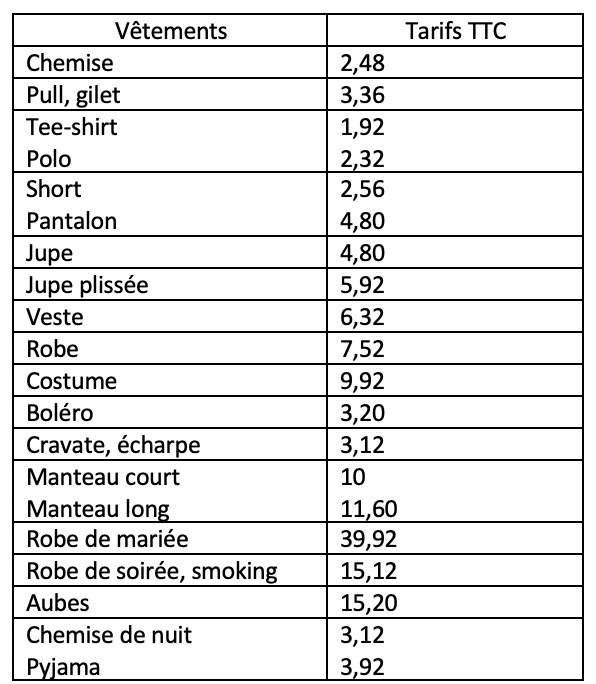 Vêtements Tarifs TTC
Chemise 2,48
Pull, gilet 3,36
Tee-shirt 1,92
Polo 2,32
Short 2,56
Pantalon 4,80
Jupe 4,80
Jupe plissée 5,92
Veste 6,32
Robe 7,52
Costume 9,92
Boléro 3,20
Cravate, écharpe 3,12
Manteau court 10
Manteau long 11,60
Robe de mariée 39,92
Robe de soirée, smoking 15,12
Aubes 15,20
Chemise de nuit 3,12
Pyjama 3,92